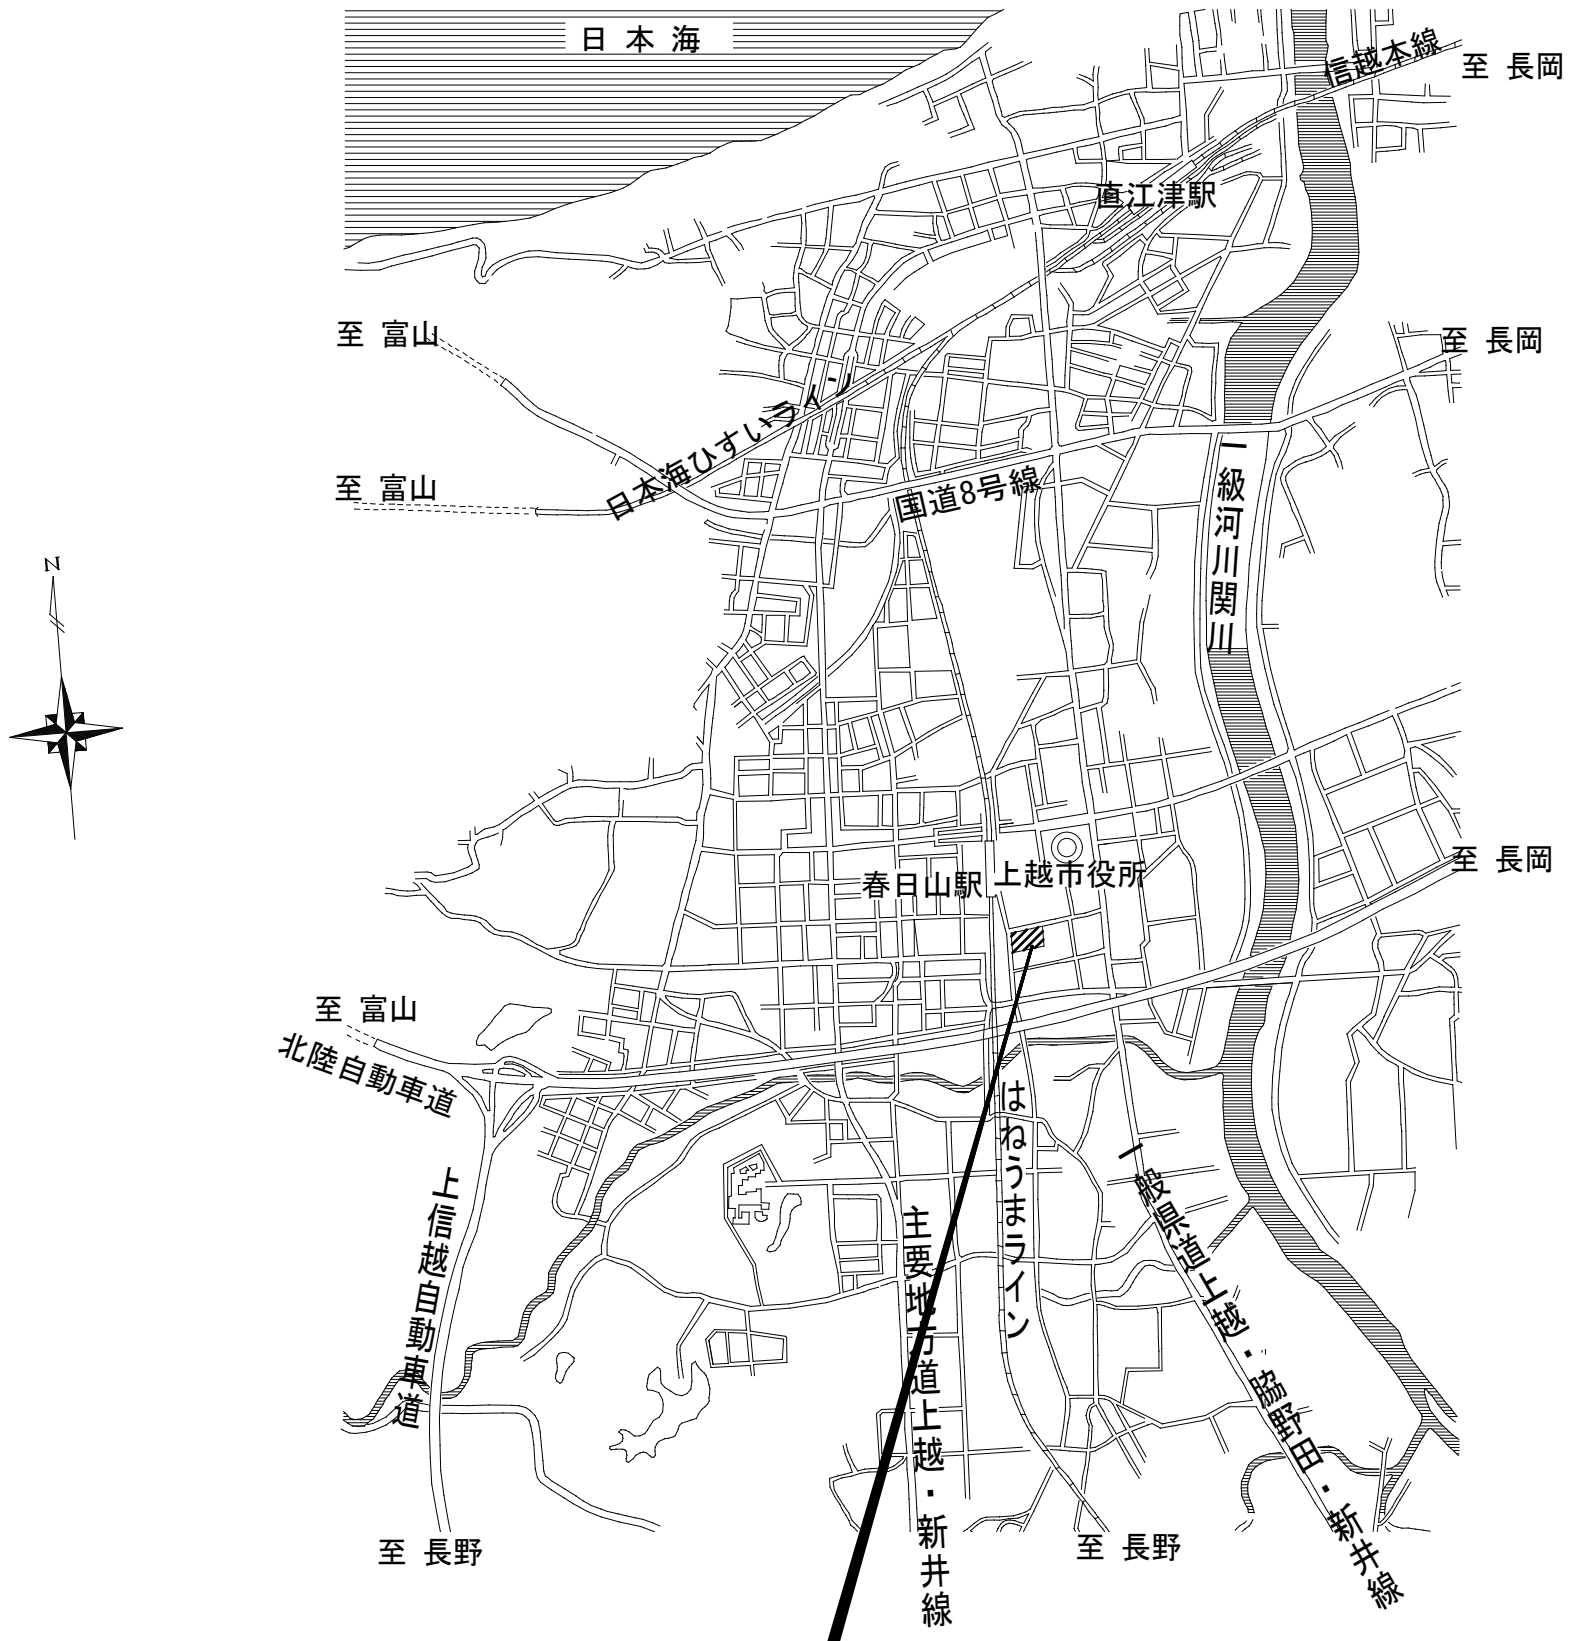 日本海
信越本線
至 長岡
直江津駅
至 富山
至 長岡
日本海ひすいライン
至 富山
国道8号線
一級河川関川
N
春日山駅
上越市役所
至 長岡
至 富山
北陸自動車道
はねうまライン
一般県道上越・脇野田・新井線
上信越自動車道
主要地方道上越・新井線
至 長野
至 長野